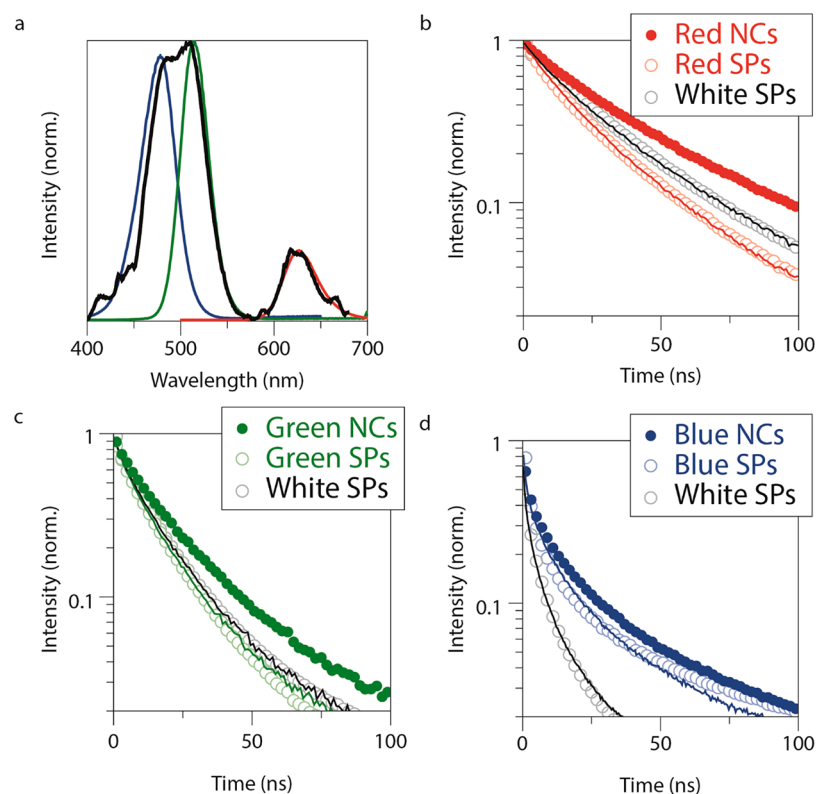 a
Intensity (norm.)
400
500
600
700
Wavelength (nm)
b
Red NCs
Red SPs
White SPs
1
0.1
Intensity (norm.)
0
50
100
Time (ns)
c
Green NCs
Green SPs
White SPs
1
0.1
Intensity (norm.)
0
50
100
Time (ns)
d
Blue NCs
Blue SPs
White SPs
1
0.1
Intensity (norm.)
0
50
100
Time (ns)